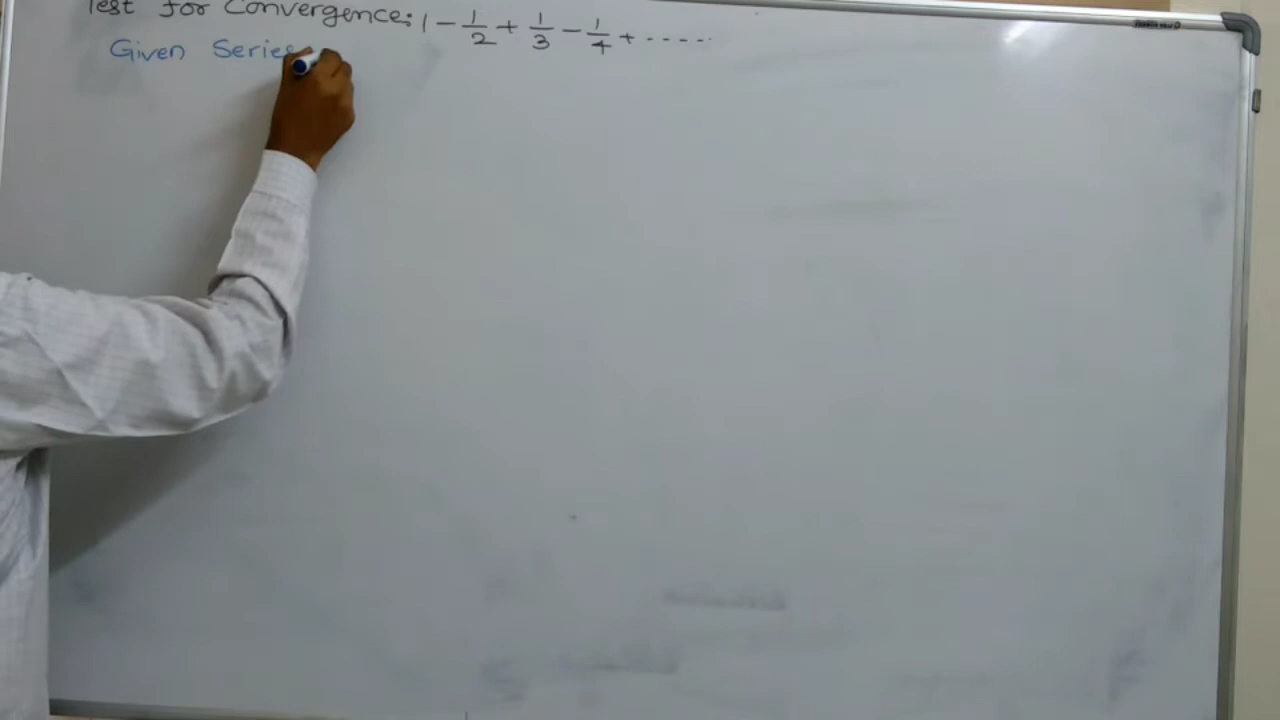 Test for Convergence: 1 - 1/2 + 1/3 - 1/4 + .....
Given Series